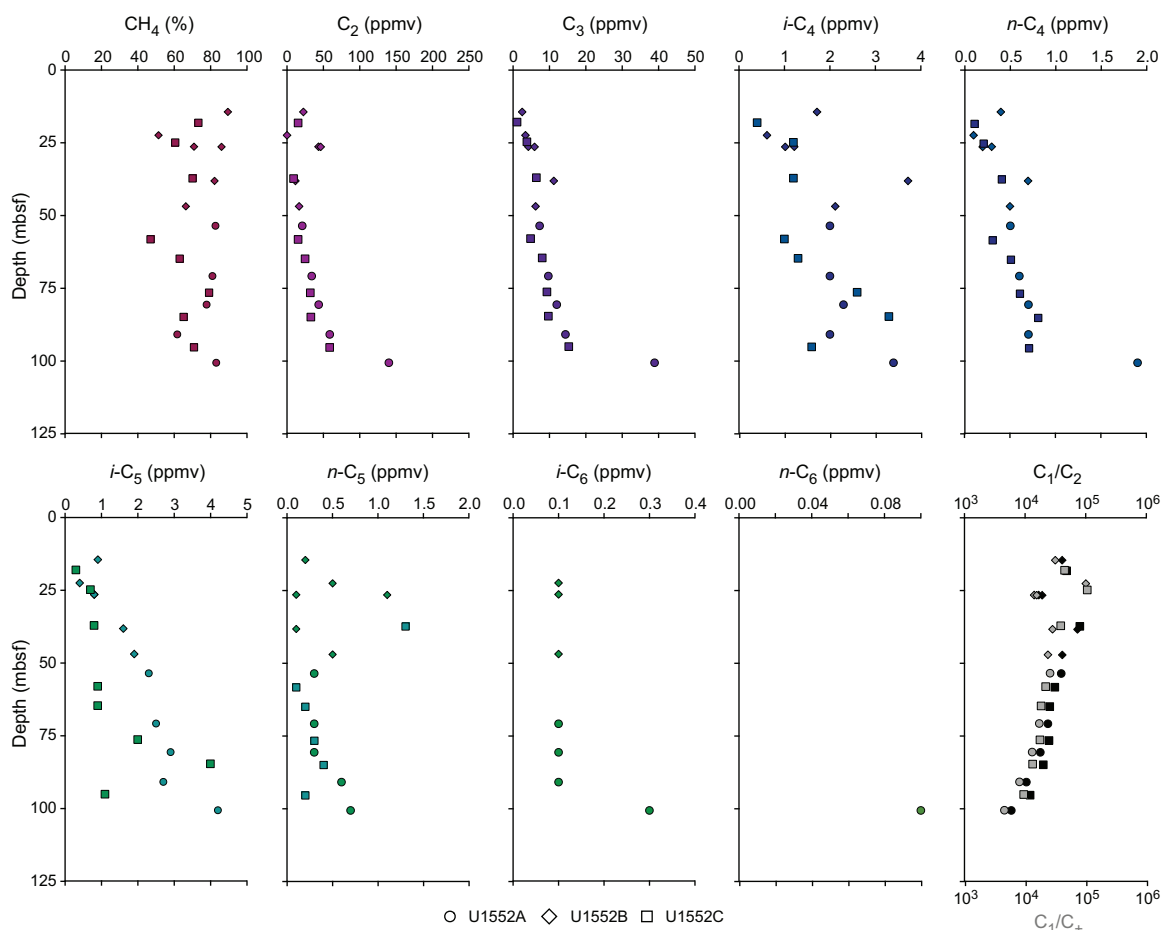 CH4 (%)
C2 (ppmv)
C3 (ppmv)
i-C4 (ppmv)
n-C4 (ppmv)
0 20 40 60 80 100
0 50 100 150 200 250
0 10 20 30 40 50
0 1 2 3 4
0.0 0.5 1.0 1.5 2.0
Depth (mbsf)
0
25
50
75
100
125
i-C5 (ppmv)
n-C5 (ppmv)
i-C6 (ppmv)
n-C6 (ppmv)
C1/C2
0 1 2 3 4 5
0.0 0.5 1.0 1.5 2.0
0.0 0.1 0.2 0.3 0.4
0.00 0.04 0.08
10^3 10^4 10^5 10^6
Depth (mbsf)
0
25
50
75
100
125
10^3 10^4 10^5 10^6
C1/C+
U1552A U1552B U1552C